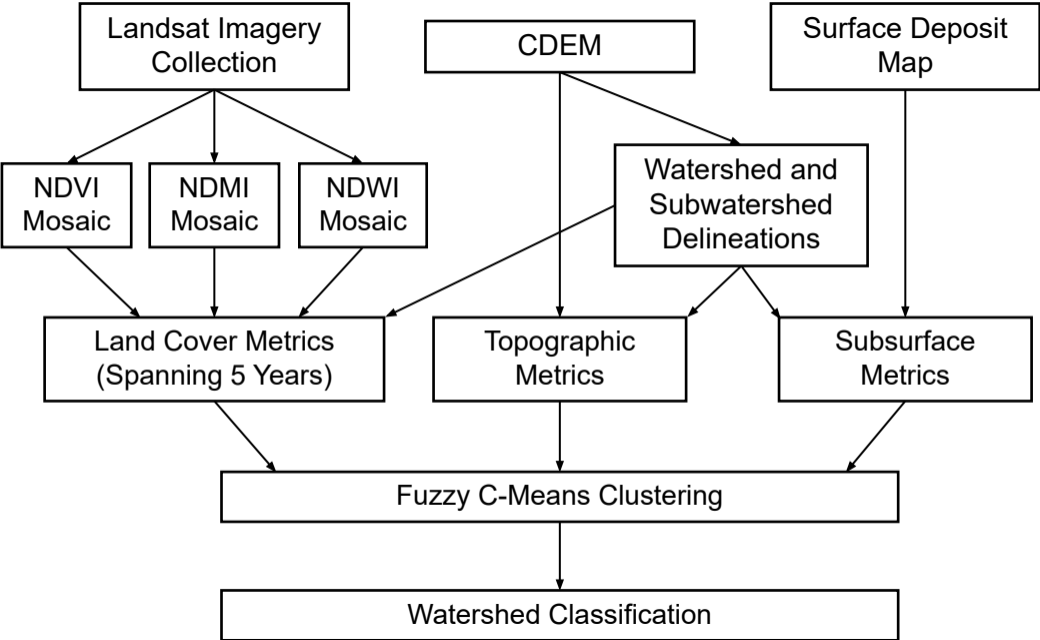 Landsat Imagery
Collection
CDEM
Surface Deposit
Map
NDVI
Mosaic
NDMI
Mosaic
NDWI
Mosaic
Watershed and
Subwatershed
Delineations
Land Cover Metrics
(Spanning 5 Years)
Topographic
Metrics
Subsurface
Metrics
Fuzzy C-Means Clustering
Watershed Classification